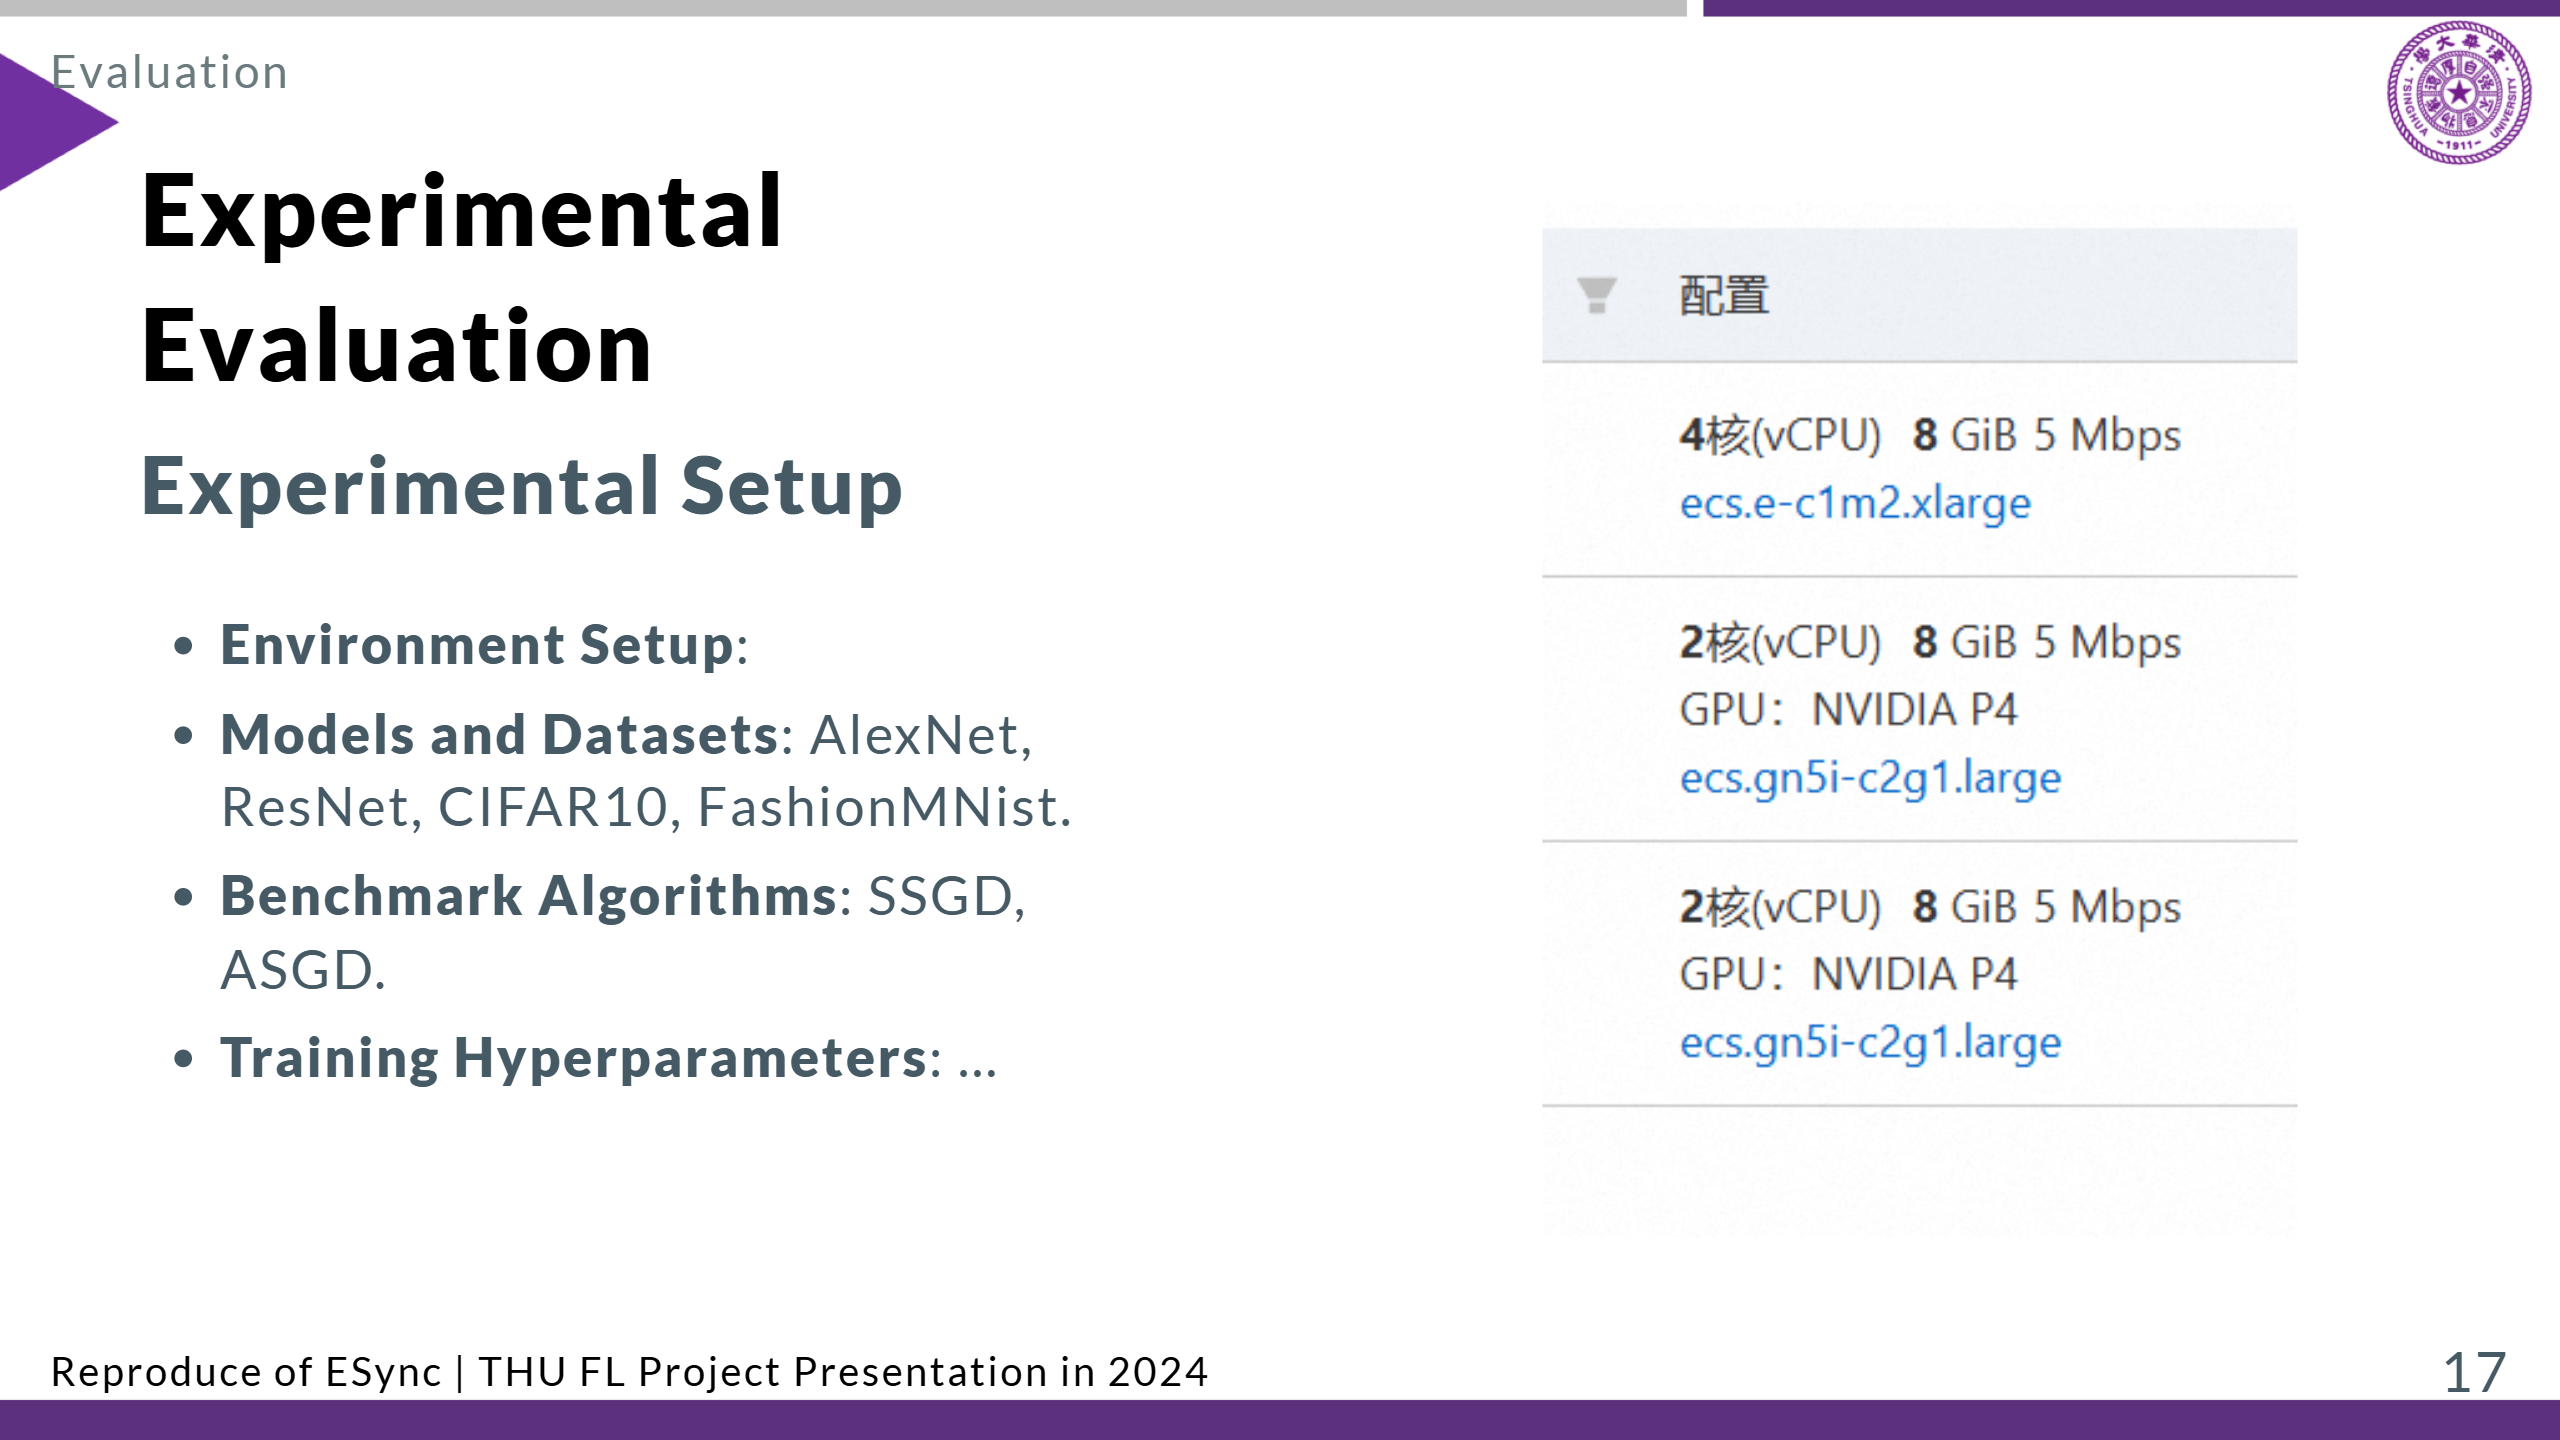 Evaluation
Experimental
Evaluation
Experimental Setup
• Environment Setup:
• Models and Datasets: AlexNet,
ResNet, CIFAR10, FashionMNist.
• Benchmark Algorithms: SSGD,
ASGD.
• Training Hyperparameters: ...
配置
4核(vCPU) 8 GiB 5 Mbps
ecs.e-c1m2.xlarge
2核(vCPU) 8 GiB 5 Mbps
GPU：NVIDIA P4
ecs.gn5i-c2g1.large
2核(vCPU) 8 GiB 5 Mbps
GPU：NVIDIA P4
ecs.gn5i-c2g1.large
TSINGHUA UNIVERSITY
-1911-
Reproduce of ESync | THU FL Project Presentation in 2024
17